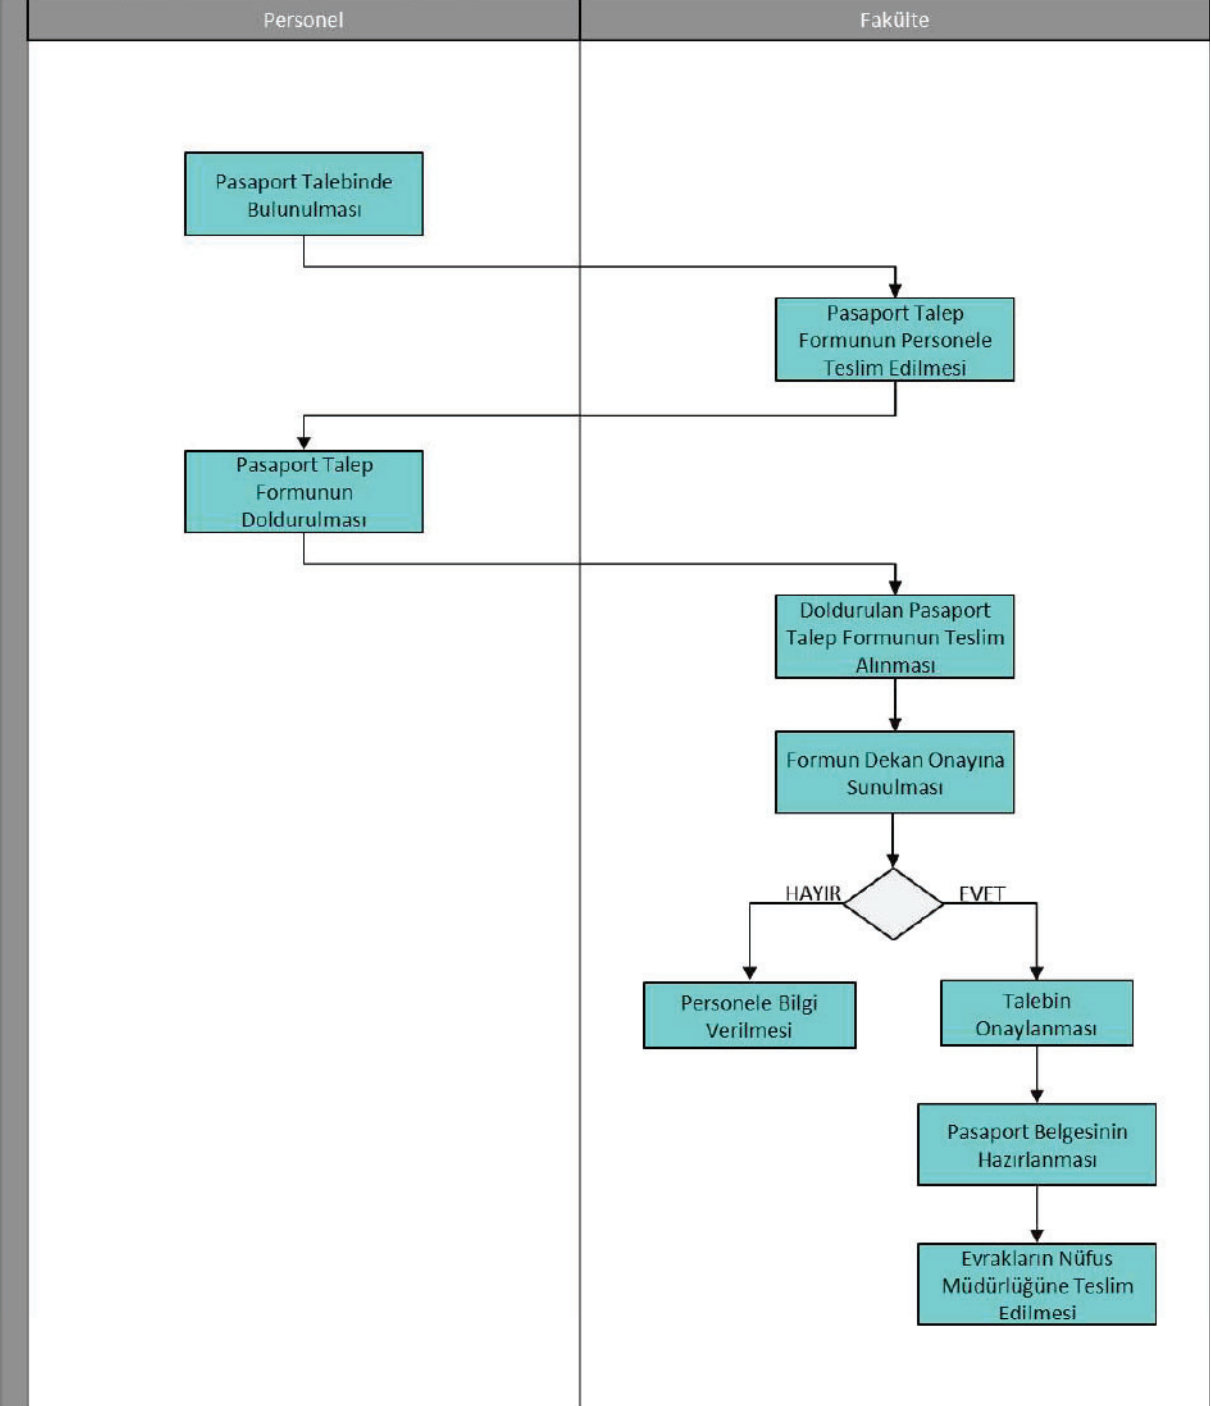 Personel
Fakülte
Pasaport Talebinde
Bulunulması
Pasaport Talep
Formunun Personele
Teslim Edilmesi
Pasaport Talep
Formunun
Doldurulması
Doldurulan Pasaport
Talep Formunun Teslim
Alınması
Formun Dekan Onayına
Sunulması
HAYIR
EVET
Personele Bilgi
Verilmesi
Talebin
Onaylanması
Pasaport Belgesinin
Hazırlanması
Evrakların Nüfus
Müdürlüğüne Teslim
Edilmesi